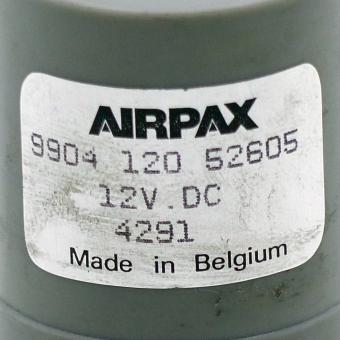 AIRPAX
9904 120 52605
12V.DC
4291
Made in Belgium